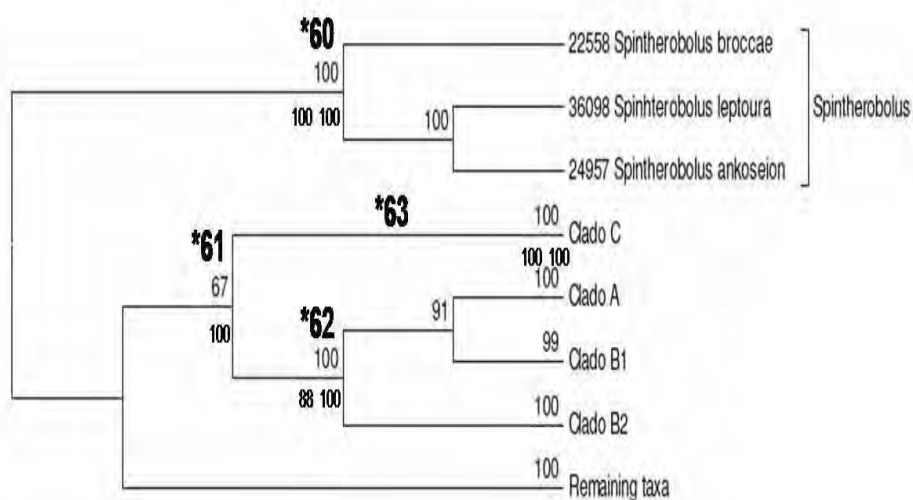 *60
22558 Spintherobolus broccae
100
100 100
36098 Spinhterobolus leptoura
Spintherobolus
100
24957 Spintherobolus ankoseion
*63
100
*61
Clado C
100 100
67
100
Clado A
100
*62
91
100
99
Clado B1
88 100
100
Clado B2
100
Remaining taxa